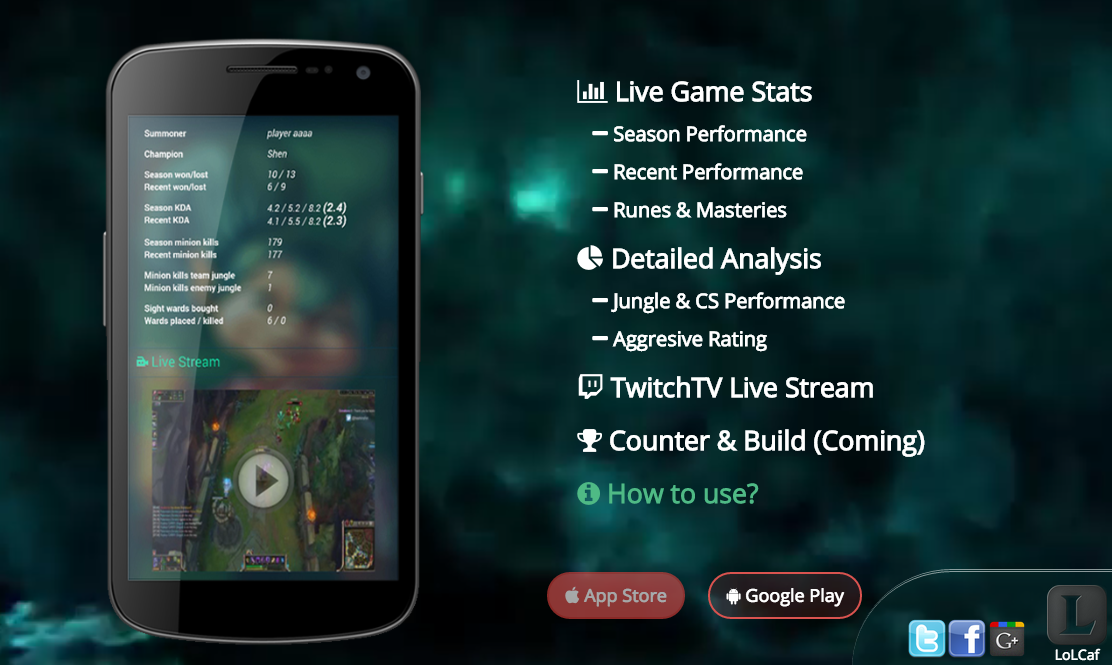 Summoner player aaaa
Champion Shen
Season won/lost 10 / 13
Recent won/lost 6 / 9
Season KDA 4.2 / 5.2 / 8.2 (2.4)
Recent KDA 4.1 / 5.5 / 8.2 (2.3)
Season minion kills 179
Recent minion kills 177
Minion kills team jungle 7
Minion kills enemy jungle 1
Sight wards bought 0
Wards placed / killed 6 / 0
Live Stream
Live Game Stats
Season Performance
Recent Performance
Runes & Masteries
Detailed Analysis
Jungle & CS Performance
Aggresive Rating
TwitchTV Live Stream
Counter & Build (Coming)
How to use?
App Store
Google Play
G+
L
LoLCaf